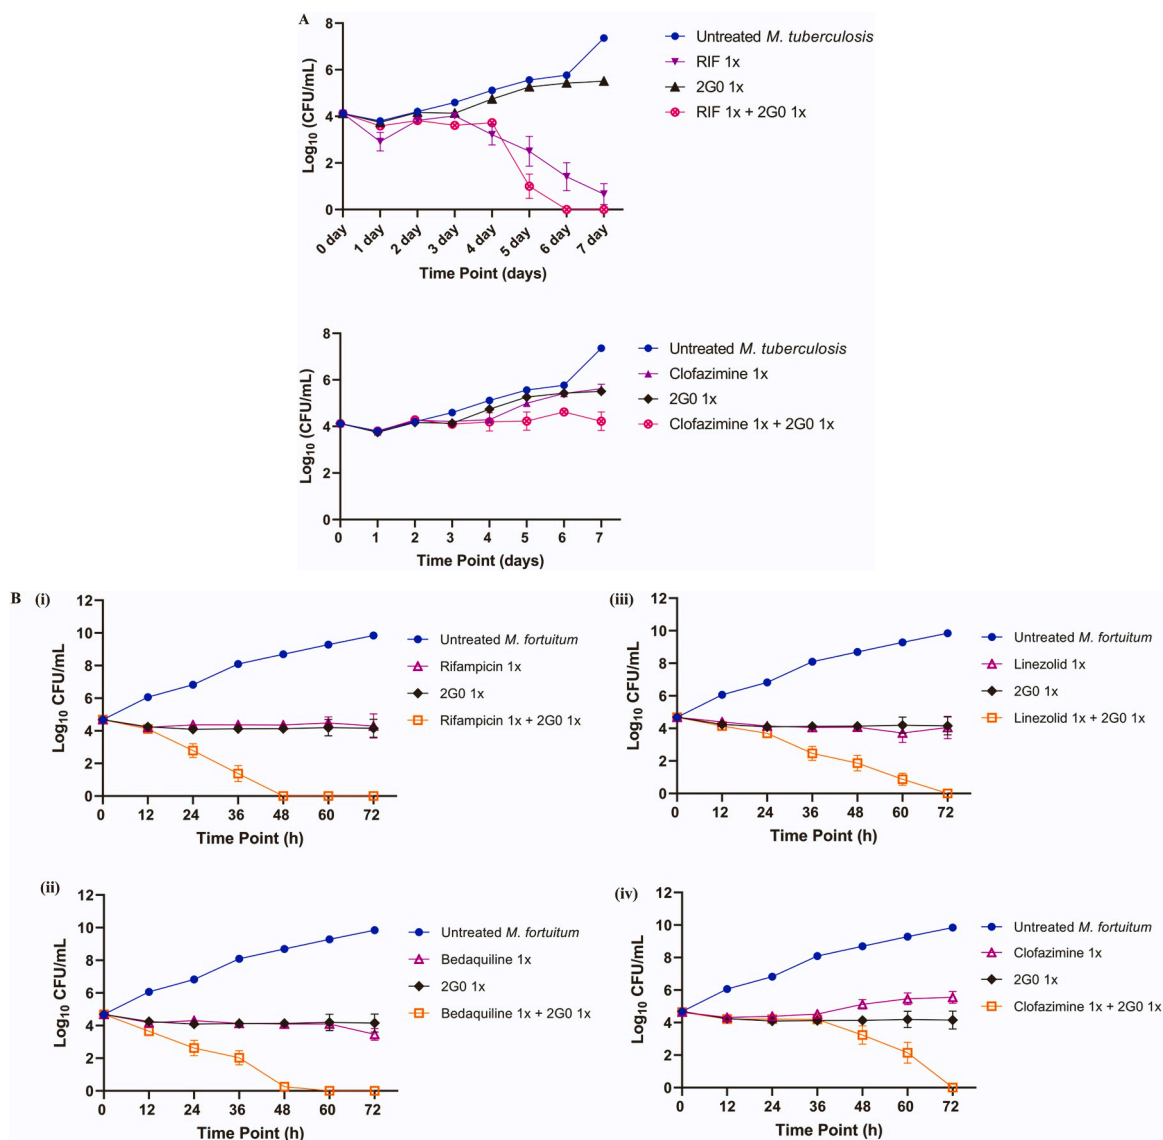 A
Log10 (CFU/mL)
8
6
4
2
0
0 day
1 day
2 day
3 day
4 day
5 day
6 day
7 day
Time Point (days)
Untreated M. tuberculosis
RIF 1x
2G0 1x
RIF 1x + 2G0 1x
Log10 (CFU/mL)
8
6
4
2
0
0 1 2 3 4 5 6 7
Time Point (days)
Untreated M. tuberculosis
Clofazimine 1x
2G0 1x
Clofazimine 1x + 2G0 1x
B
(i)
Log10 CFU/mL
12
10
8
6
4
2
0
0 12 24 36 48 60 72
Time Point (h)
Untreated M. fortuitum
Rifampicin 1x
2G0 1x
Rifampicin 1x + 2G0 1x
(iii)
Log10 CFU/mL
12
10
8
6
4
2
0
0 12 24 36 48 60 72
Time Point (h)
Untreated M. fortuitum
Linezolid 1x
2G0 1x
Linezolid 1x + 2G0 1x
(ii)
Log10 CFU/mL
12
10
8
6
4
2
0
0 12 24 36 48 60 72
Time Point (h)
Untreated M. fortuitum
Bedaquiline 1x
2G0 1x
Bedaquiline 1x + 2G0 1x
(iv)
Log10 CFU/mL
12
10
8
6
4
2
0
0 12 24 36 48 60 72
Time Point (h)
Untreated M. fortuitum
Clofazimine 1x
2G0 1x
Clofazimine 1x + 2G0 1x